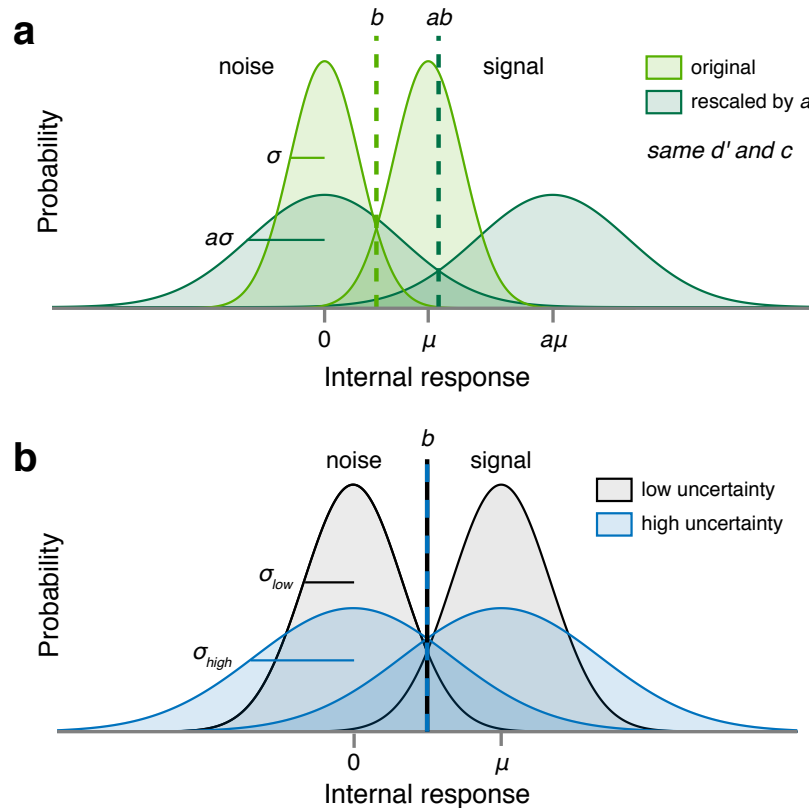 a
b
ab
noise
signal
original
rescaled by a
same d' and c
σ
aσ
Probability
0
μ
aμ
Internal response
b
b
noise
signal
low uncertainty
high uncertainty
σlow
σhigh
Probability
0
μ
Internal response